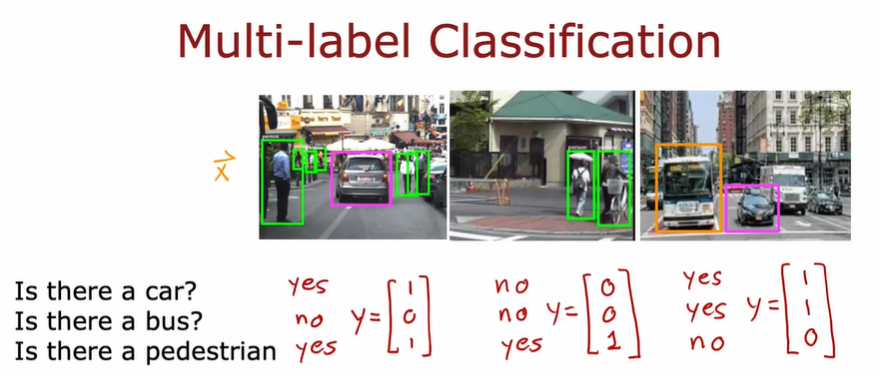 Multi-label Classification
x
Is there a car? yes no yes
Is there a bus? no y= [1 0 1] no y= [0 0 1] yes y= [1 1 0]
Is there a pedestrian yes yes no